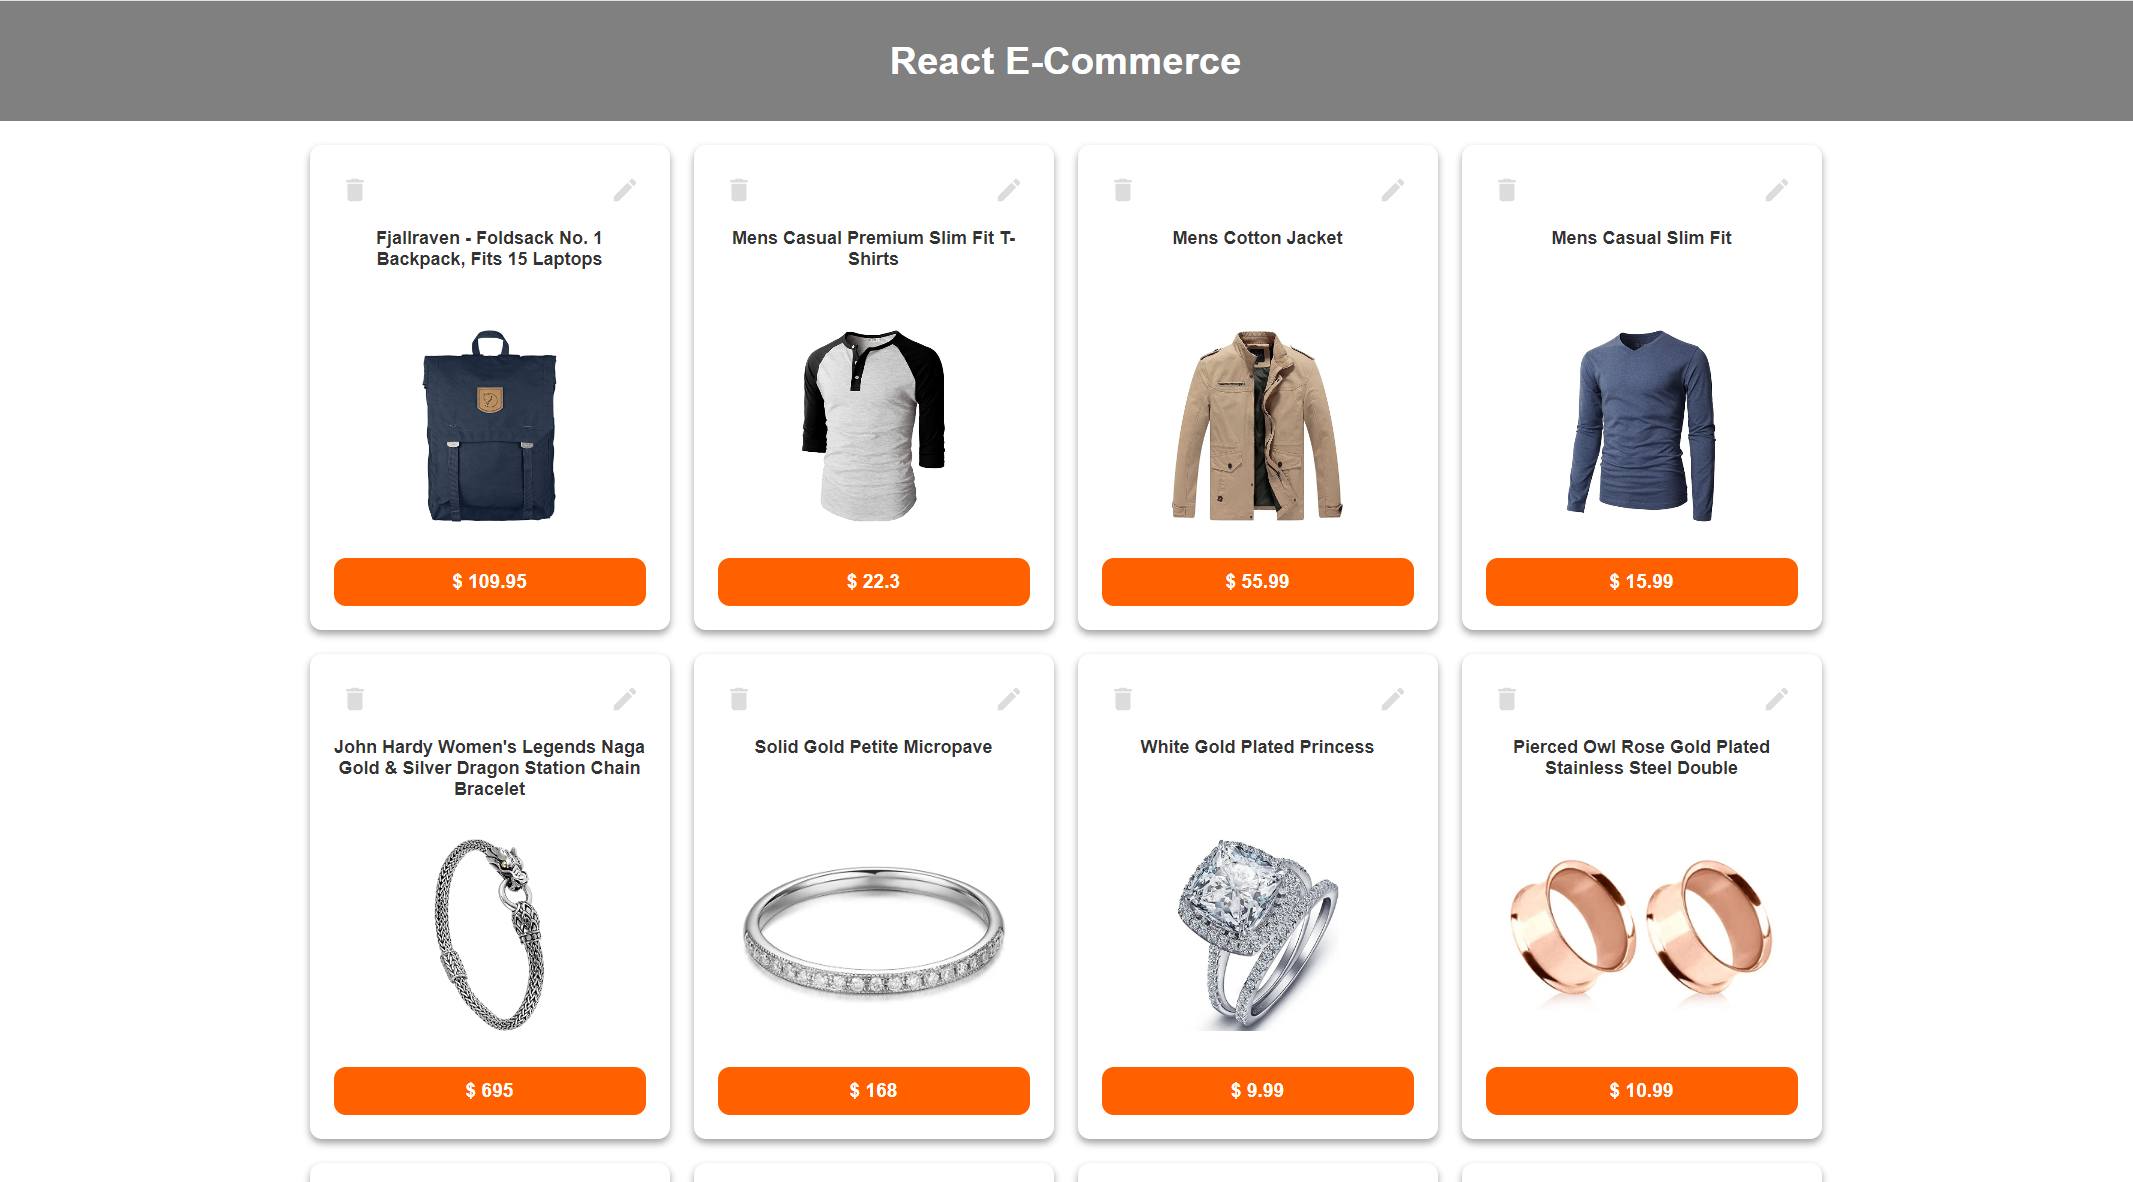 React E-Commerce
Fjallraven - Foldsack No. 1
Backpack, Fits 15 Laptops
$ 109.95
Mens Casual Premium Slim Fit T-
Shirts
$ 22.3
Mens Cotton Jacket
$ 55.99
Mens Casual Slim Fit
$ 15.99
John Hardy Women's Legends Naga
Gold & Silver Dragon Station Chain
Bracelet
$ 695
Solid Gold Petite Micropave
$ 168
White Gold Plated Princess
$ 9.99
Pierced Owl Rose Gold Plated
Stainless Steel Double
$ 10.99